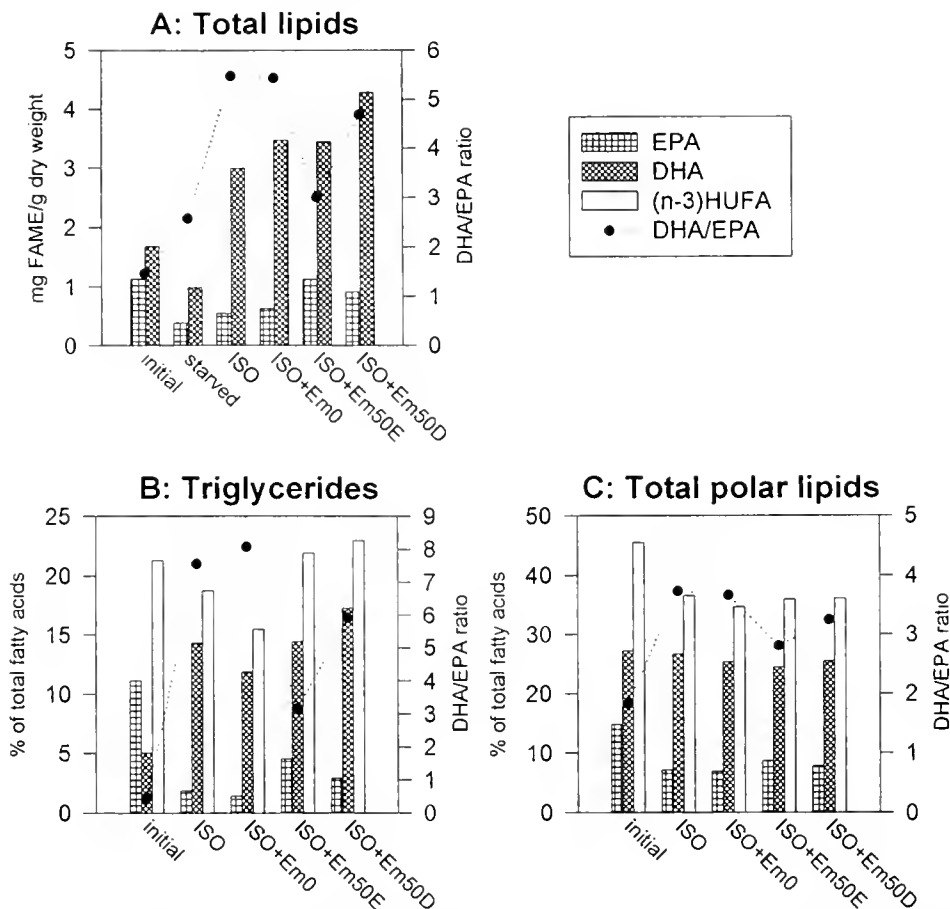 A: Total lipids
mg FAME/g dry weight
5
4
3
2
1
0
6
5
4
3
2
1
0
DHA/EPA ratio
initial
starved
ISO
ISO+Em0
ISO+Em50E
ISO+Em50D
EPA
DHA
(n-3)HUFA
DHA/EPA
B: Triglycerides
% of total fatty acids
25
20
15
10
5
0
9
8
7
6
5
4
3
2
1
0
DHA/EPA ratio
initial
ISO
ISO+Em0
ISO+Em50E
ISO+Em50D
C: Total polar lipids
% of total fatty acids
50
40
30
20
10
0
5
4
3
2
1
0
DHA/EPA ratio
initial
ISO
ISO+Em0
ISO+Em50E
ISO+Em50D